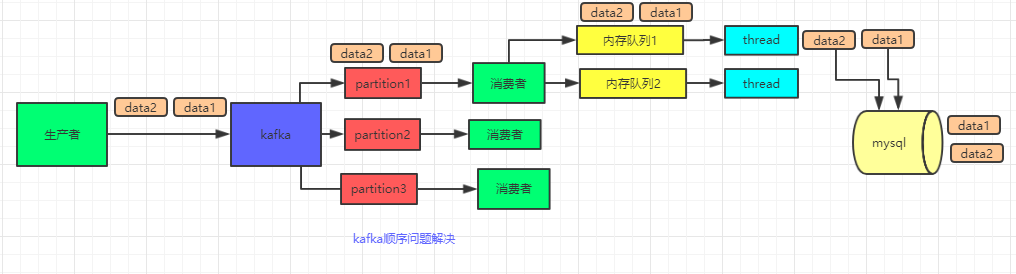 data2 data1
data2 data1
内存队列1
thread
data2 data1
data2 data1
partition1
消费者
内存队列2
thread
生产者
kafka
partition2
消费者
mysql
data1
data2
partition3
消费者
kafka顺序问题解决